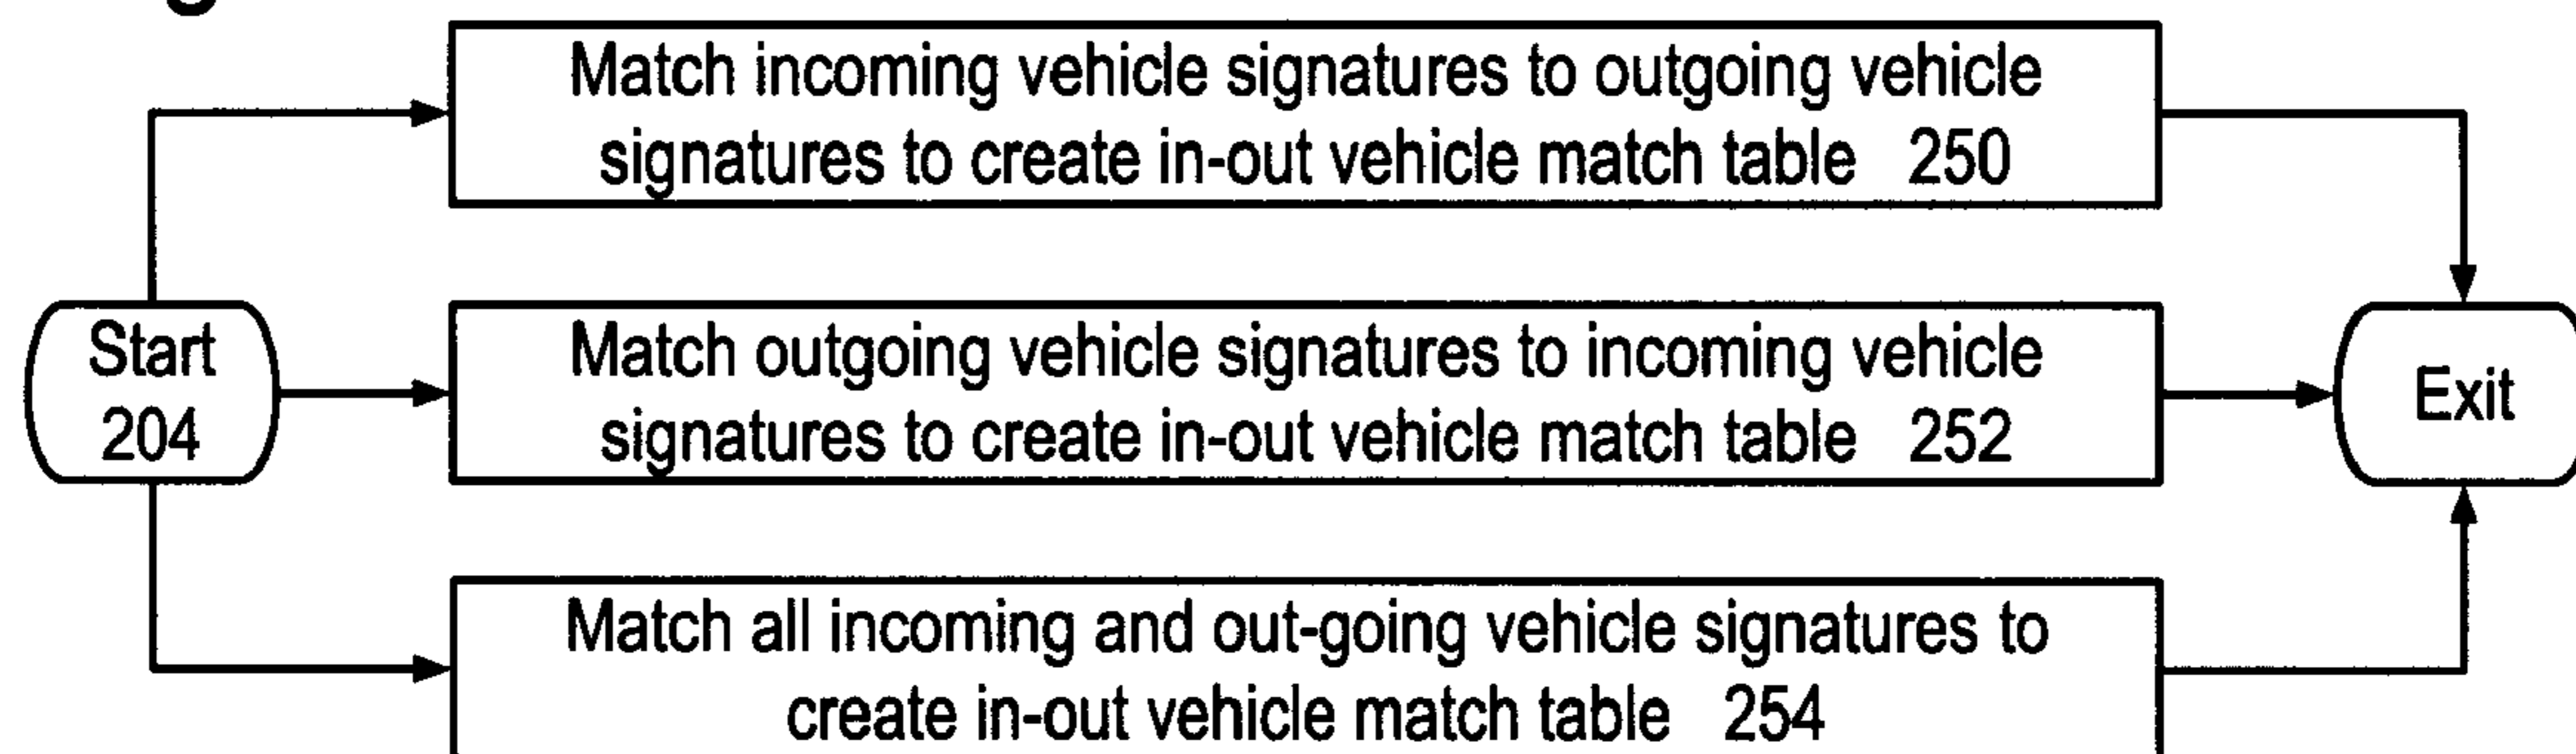 Match incoming vehicle signatures to outgoing vehicle
signatures to create in-out vehicle match table 250
Start
204
Match outgoing vehicle signatures to incoming vehicle
signatures to create in-out vehicle match table 252
Exit
Match all incoming and out-going vehicle signatures to
create in-out vehicle match table 254